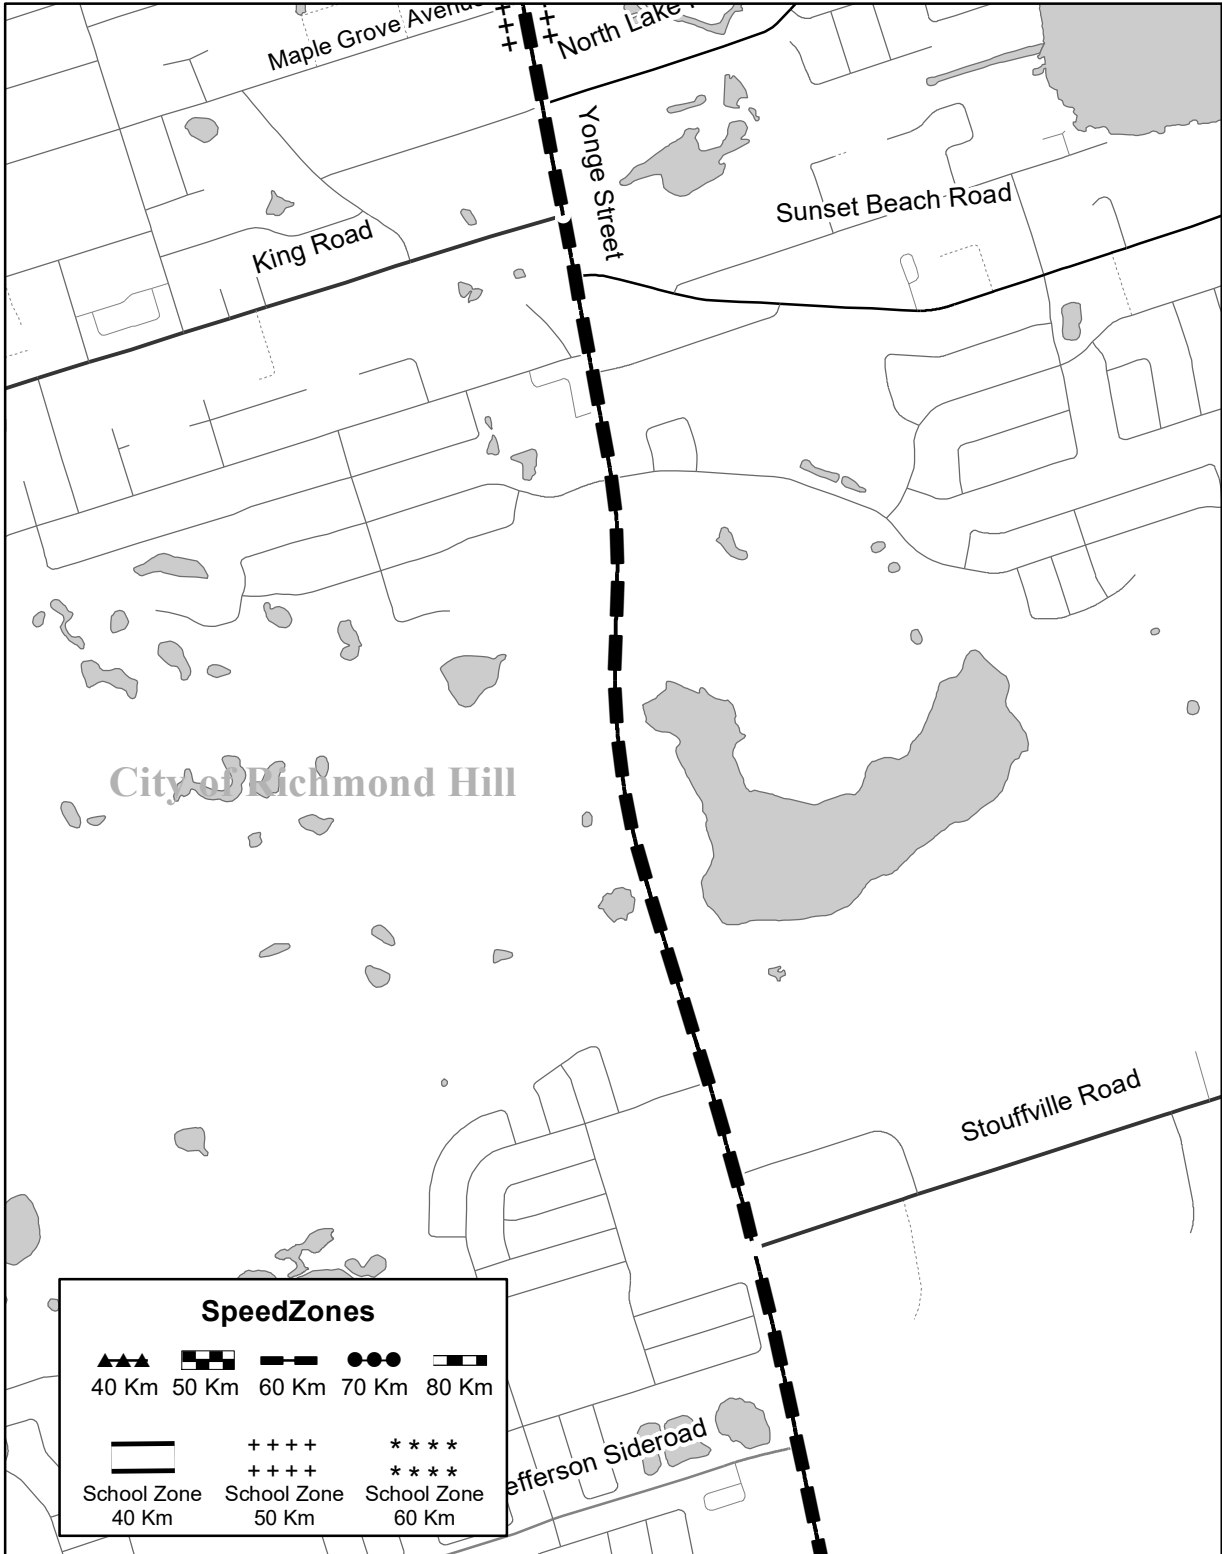 Maple Grove Avenue
North Lake
Yonge Street
Sunset Beach Road
King Road
City of Richmond Hill
Stouffville Road
SpeedZones
40 Km 50 Km 60 Km 70 Km 80 Km
School Zone School Zone School Zone
40 Km 50 Km 60 Km
efferson Sideroad